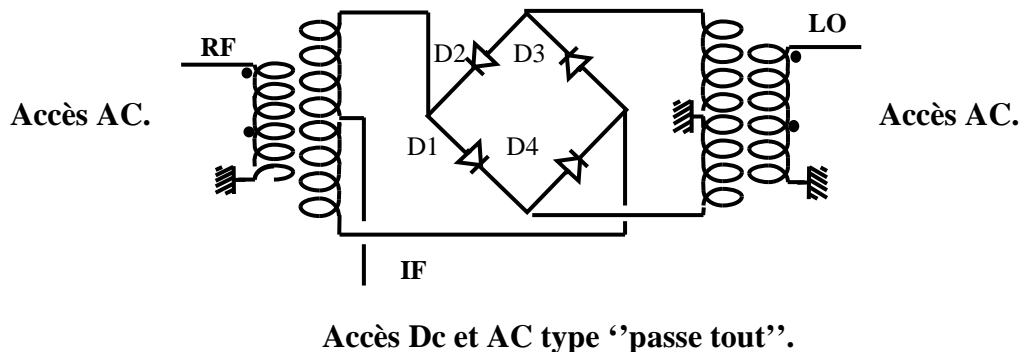 LO
RF
D2 D3
Accès AC. Accès AC.
D1 D4
IF
Accès Dc et AC type ‘’passe tout’’.